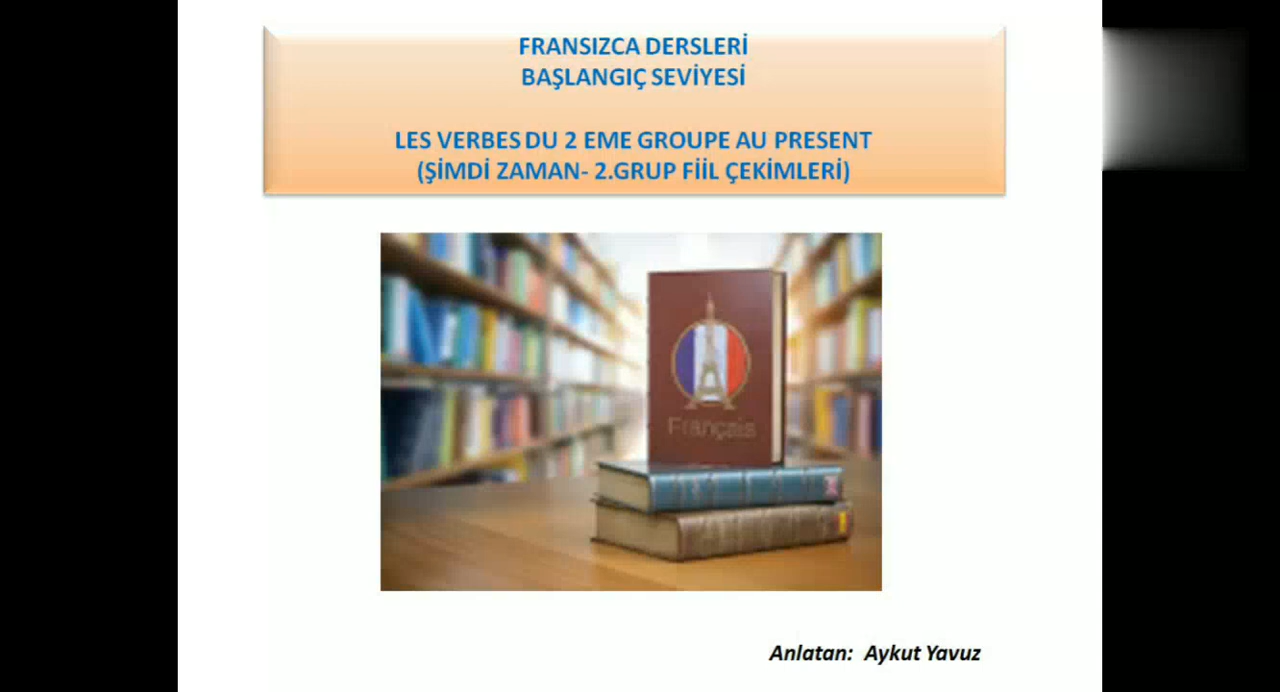 FRANSIZCA DERSLERİ
BAŞLANGIÇ SEVİYESİ
LES VERBES DU 2 EME GROUPE AU PRESENT
(ŞİMDİ ZAMAN- 2.GRUP FİİL ÇEKİMLERİ)
Français
Anlatan: Aykut Yavuz